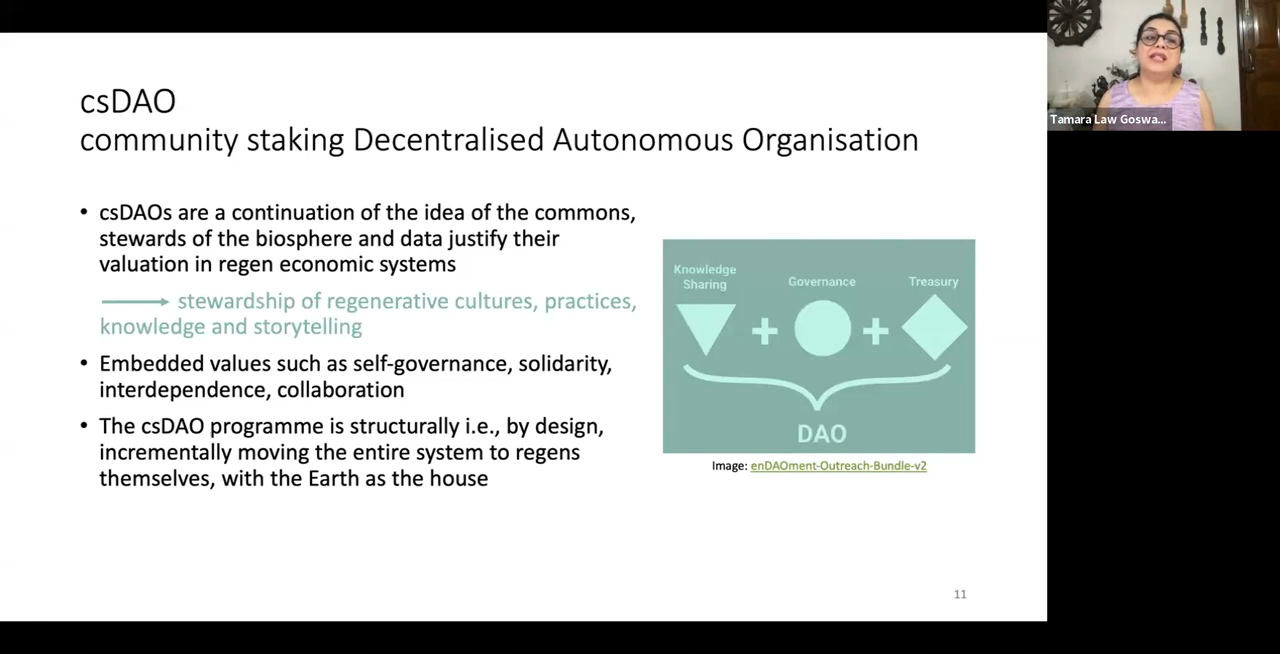 csDAO
community staking Decentralised Autonomous Organisation
• csDAOs are a continuation of the idea of the commons,
stewards of the biosphere and data justify their
valuation in regen economic systems
stewardship of regenerative cultures, practices,
knowledge and storytelling
• Embedded values such as self-governance, solidarity,
interdependence, collaboration
• The csDAO programme is structurally i.e., by design,
incrementally moving the entire system to regens
themselves, with the Earth as the house
Knowledge
Sharing
Governance
Treasury
DAO
Image: enDAOment-Outreach-Bundle-v2
11
Tamara Law Goswa...